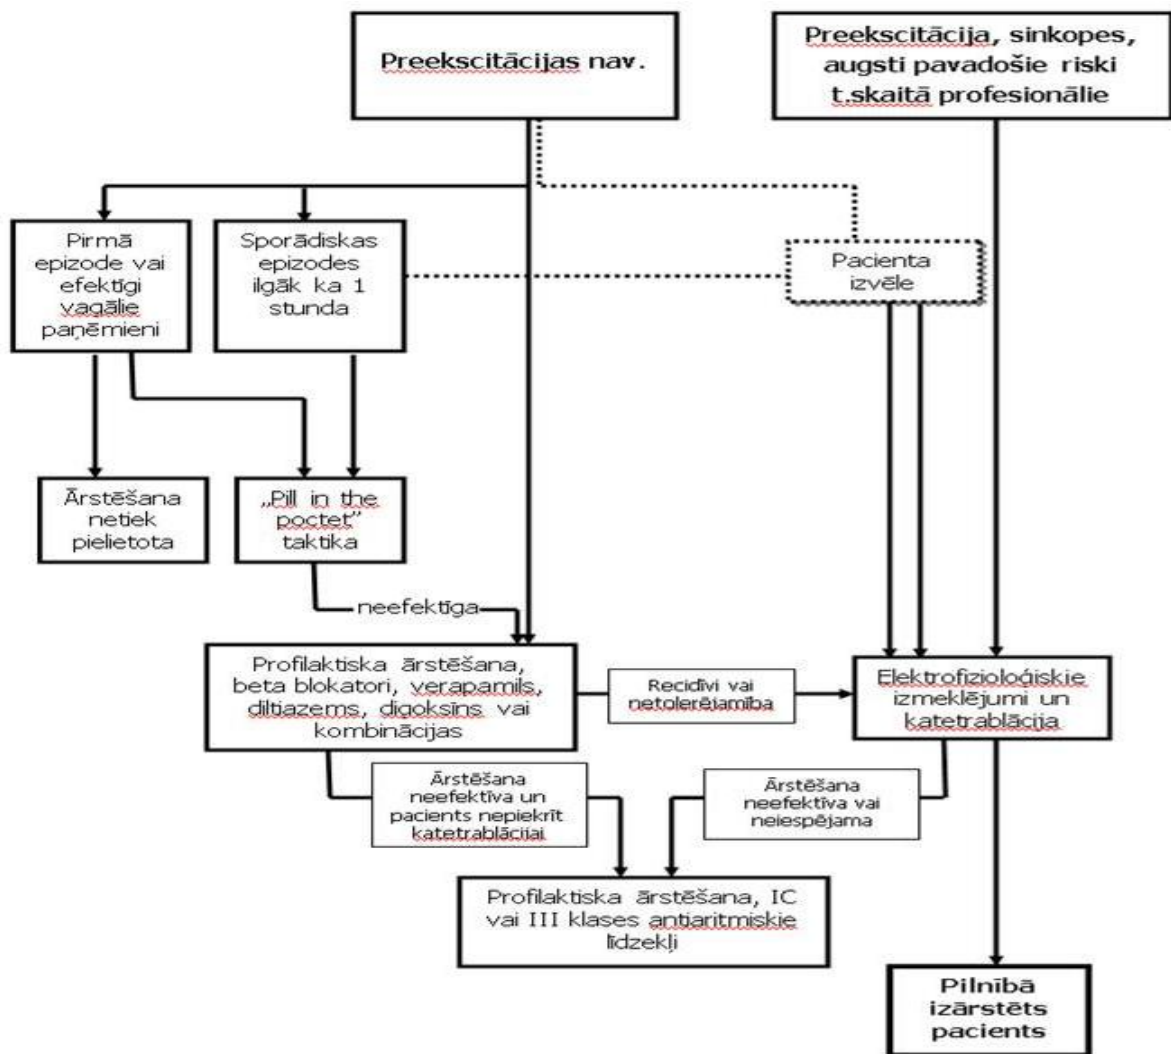 Preekscitācijas nav.
Preekscitācija, sinkopes,
augsti pavadošie riski
t.skaitā profesionālie
Pirmā
epizode vai
efektīgi
vagālie
paņēmieni
Sporādiskas
epizodes
ilgāk ka 1
stunda
Pacienta
izvēle
Ārstēšana
netiek
pielietota
„Pill in the
poctet”
taktika
neefektīga
Profilaktiska ārstēšana,
beta blokatori, verapamils,
diltiazems, digoksīns vai
kombinācijas
Recidīvi vai
netolerējamība
Elektrofizioloģiskie
izmeklējumi un
katetrablācija
Ārstēšana
neefektīva un
pacients nepiekrīt
katetrablācijai
Ārstēšana
neefektīva vai
neiespējama
Profilaktiska ārstēšana, IC
vai III klases antiaritmiskie
līdzekļi
Pilnībā
izārstēts
pacients